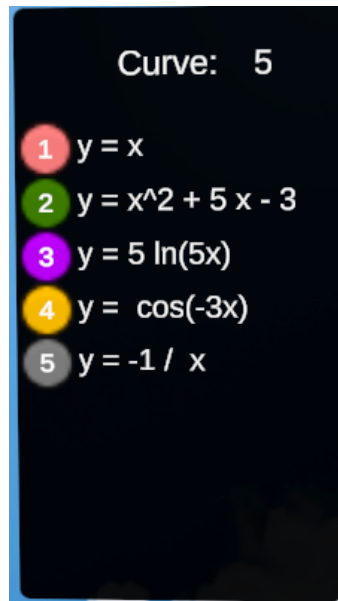 Curve: 5
1 y = x
2 y = x^2 + 5 x - 3
3 y = 5 ln(5x)
4 y = cos(-3x)
5 y = -1 / x